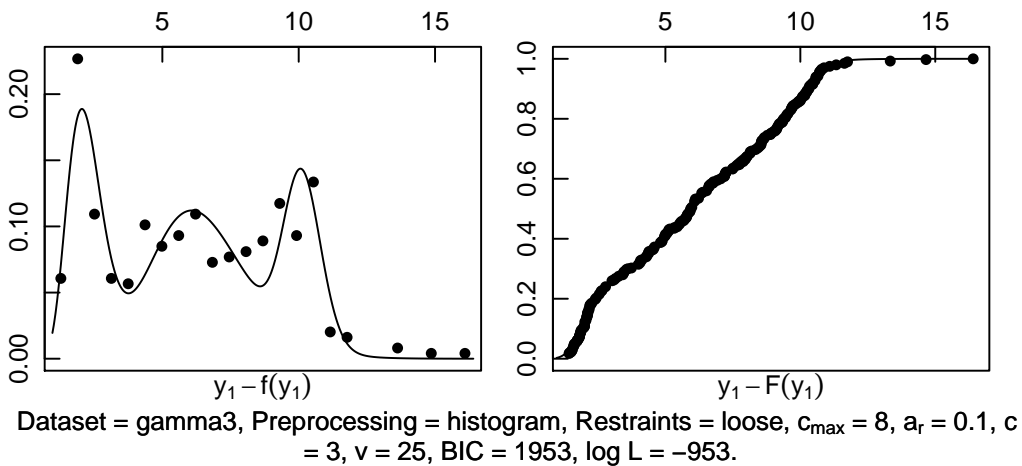 5 10 15
5 10 15
0.00 0.10 0.20
0.0 0.2 0.4 0.6 0.8 1.0
y₁ − f(y₁)
y₁ − F(y₁)
Dataset = gamma3, Preprocessing = histogram, Restraints = loose, cₘₐₓ = 8, aᵣ = 0.1, c
= 3, v = 25, BIC = 1953, log L = −953.